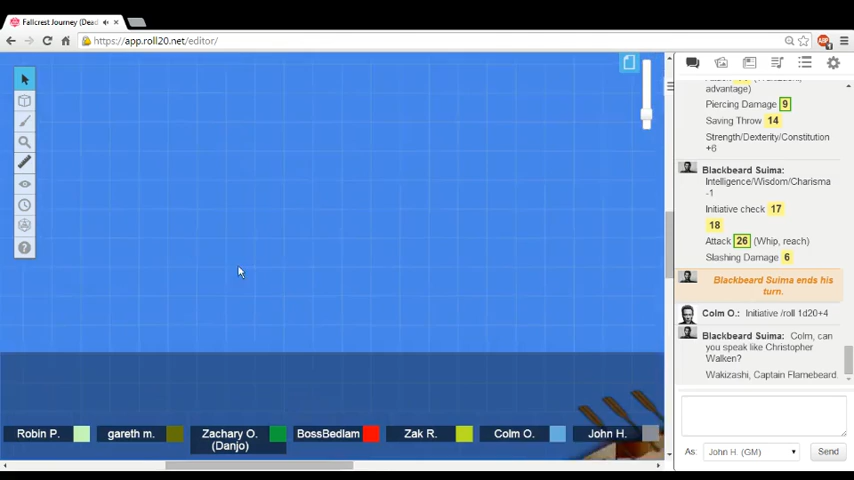 Fallcrest Journey (Dead
https://app.roll20.net/editor/
advantage)
Piercing Damage 9
Saving Throw 14
Strength/Dexterity/Constitution
+6
Blackbeard Suima:
Intelligence/Wisdom/Charisma
-1
Initiative check 17
18
Attack 26 (Whip, reach)
Slashing Damage 6
Blackbeard Suima ends his
turn.
Colm O.: Initiative /roll 1d20+4
Blackbeard Suima: Colm, can
you speak like Christopher
Walken?
Wakizashi, Captain Flamebeard
Robin P.
gareth m.
Zachary O.
(Danjo)
BossBedlam
Zak R.
Colm O.
John H.
As: John H. (GM)
Send